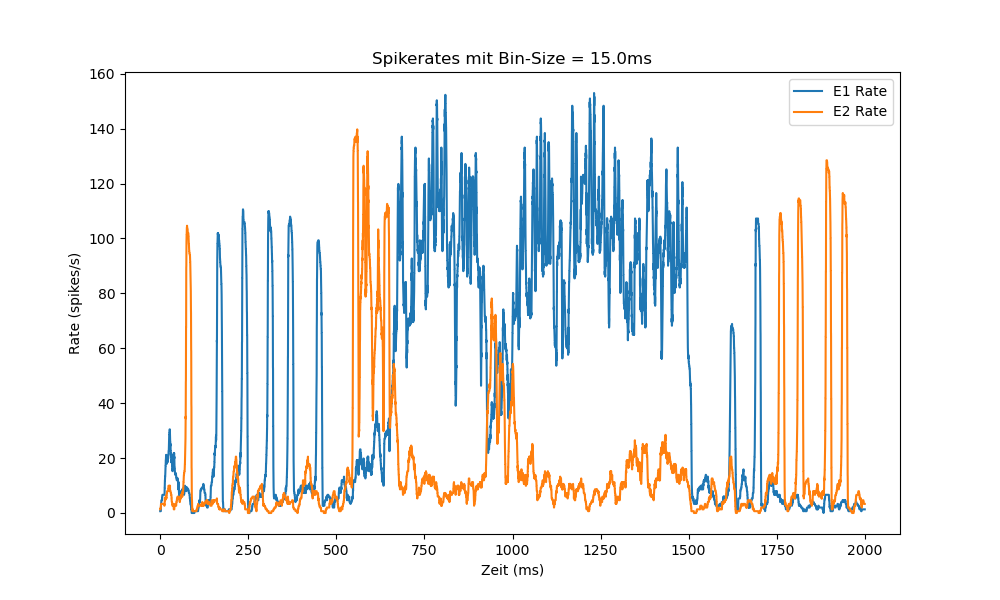 Spikerates mit Bin-Size = 15.0ms
E1 Rate
E2 Rate
160
140
120
100
80
60
40
20
0
Rate (spikes/s)
0 250 500 750 1000 1250 1500 1750 2000
Zeit (ms)